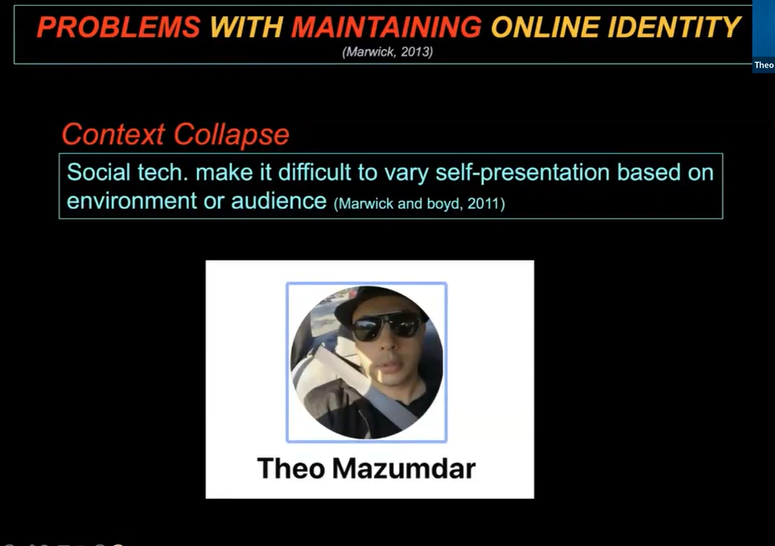 PROBLEMS WITH MAINTAINING ONLINE IDENTITY
(Marwick, 2013)
Theo
Context Collapse
Social tech. make it difficult to vary self-presentation based on
environment or audience (Marwick and boyd, 2011)
Theo Mazumdar